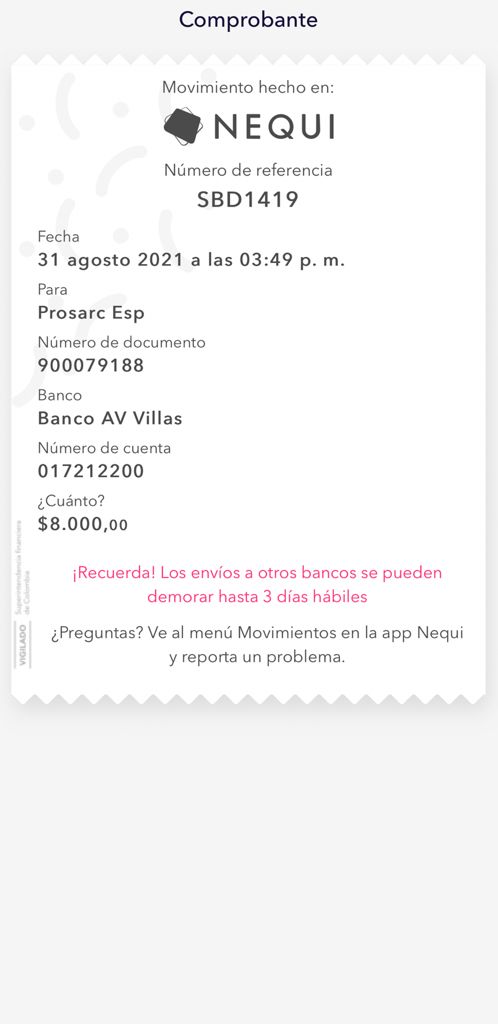 Comprobante
Movimiento hecho en:
NEQUI
Número de referencia
SBD1419
Fecha
31 agosto 2021 a las 03:49 p. m.
Para
Prosarc Esp
Número de documento
900079188
Banco
Banco AV Villas
Número de cuenta
017212200
¿Cuánto?
$8.000,00
¡Recuerda! Los envíos a otros bancos se pueden
demorar hasta 3 días hábiles
¿Preguntas? Ve al menú Movimientos en la app Nequi
y reporta un problema.
VIGILADO
Superintendencia financiera
de Colombia